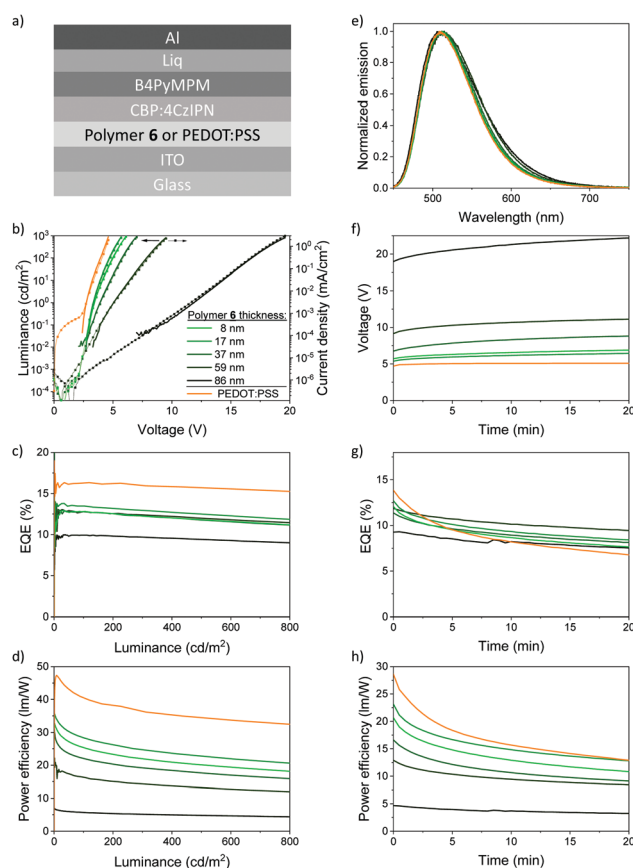 a)
Al
Liq
B4PyMPM
CBP:4CzIPN
Polymer 6 or PEDOT:PSS
ITO
Glass
e)
Normalized emission
1.0
0.8
0.6
0.4
0.2
0.0
500 600 700
Wavelength (nm)
b)
Luminance (cd/m²)
10³
10²
10¹
10⁰
10⁻¹
10⁻²
10⁻³
10⁻⁴
0 5 10 15 20
Voltage (V)
Current density (mA/cm²)
10⁰
10⁻¹
10⁻²
10⁻³
10⁻⁴
10⁻⁵
10⁻⁶
Polymer 6 thickness:
8 nm
17 nm
37 nm
59 nm
86 nm
PEDOT:PSS
f)
Voltage (V)
20
15
10
5
0
0 5 10 15 20
Time (min)
c)
EQE (%)
20
15
10
5
0
0 200 400 600 800
Luminance (cd/m²)
g)
EQE (%)
15
10
5
0
0 5 10 15 20
Time (min)
d)
Power efficiency (lm/W)
50
40
30
20
10
0
0 200 400 600 800
Luminance (cd/m²)
h)
Power efficiency (lm/W)
30
25
20
15
10
5
0
0 5 10 15 20
Time (min)